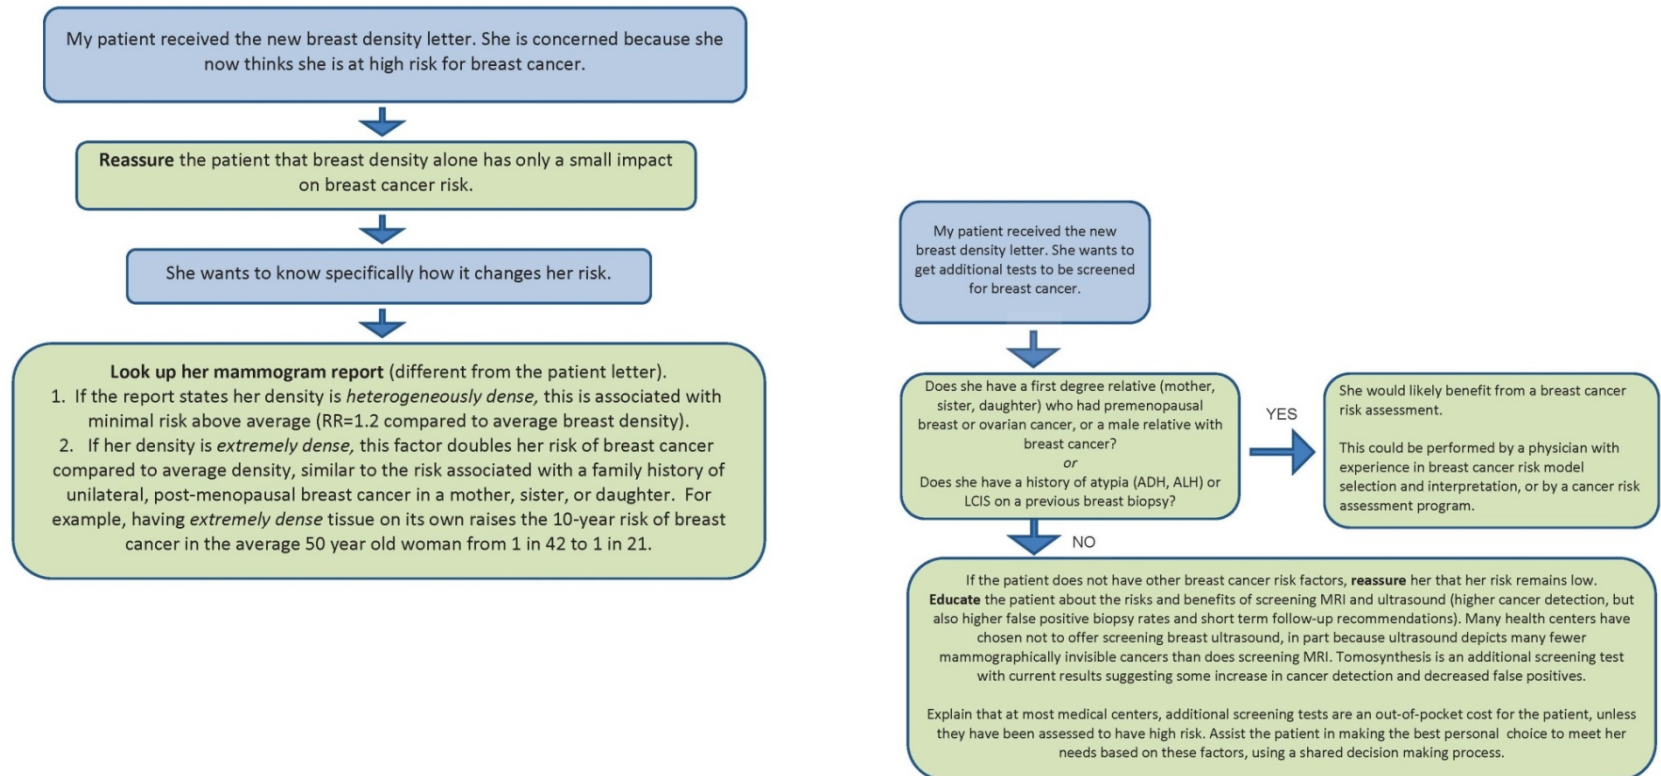 My patient received the new breast density letter. She is concerned because she
now thinks she is at high risk for breast cancer.
Reassure the patient that breast density alone has only a small impact
on breast cancer risk.
She wants to know specifically how it changes her risk.
Look up her mammogram report (different from the patient letter).
1. If the report states her density is heterogeneously dense, this is associated with
minimal risk above average (RR=1.2 compared to average breast density).
2. If her density is extremely dense, this factor doubles her risk of breast cancer
compared to average density, similar to the risk associated with a family history of
unilateral, post-menopausal breast cancer in a mother, sister, or daughter. For
example, having extremely dense tissue on its own raises the 10-year risk of breast
cancer in the average 50 year old woman from 1 in 42 to 1 in 21.
My patient received the new
breast density letter. She wants to
get additional tests to be screened
for breast cancer.
Does she have a first degree relative (mother,
sister, daughter) who had premenopausal
breast or ovarian cancer, or a male relative with
breast cancer?
or
Does she have a history of atypia (ADH, ALH) or
LCIS on a previous breast biopsy?
YES
She would likely benefit from a breast cancer
risk assessment.
This could be performed by a physician with
experience in breast cancer risk model
selection and interpretation, or by a cancer risk
assessment program.
NO
If the patient does not have other breast cancer risk factors, reassure her that her risk remains low.
Educate the patient about the risks and benefits of screening MRI and ultrasound (higher cancer detection, but
also higher false positive biopsy rates and short term follow-up recommendations). Many health centers have
chosen not to offer screening breast ultrasound, in part because ultrasound depicts many fewer
mammographically invisible cancers than does screening MRI. Tomosynthesis is an additional screening test
with current results suggesting some increase in cancer detection and decreased false positives.
Explain that at most medical centers, additional screening tests are an out-of-pocket cost for the patient, unless
they have been assessed to have high risk. Assist the patient in making the best personal choice to meet her
needs based on these factors, using a shared decision making process.